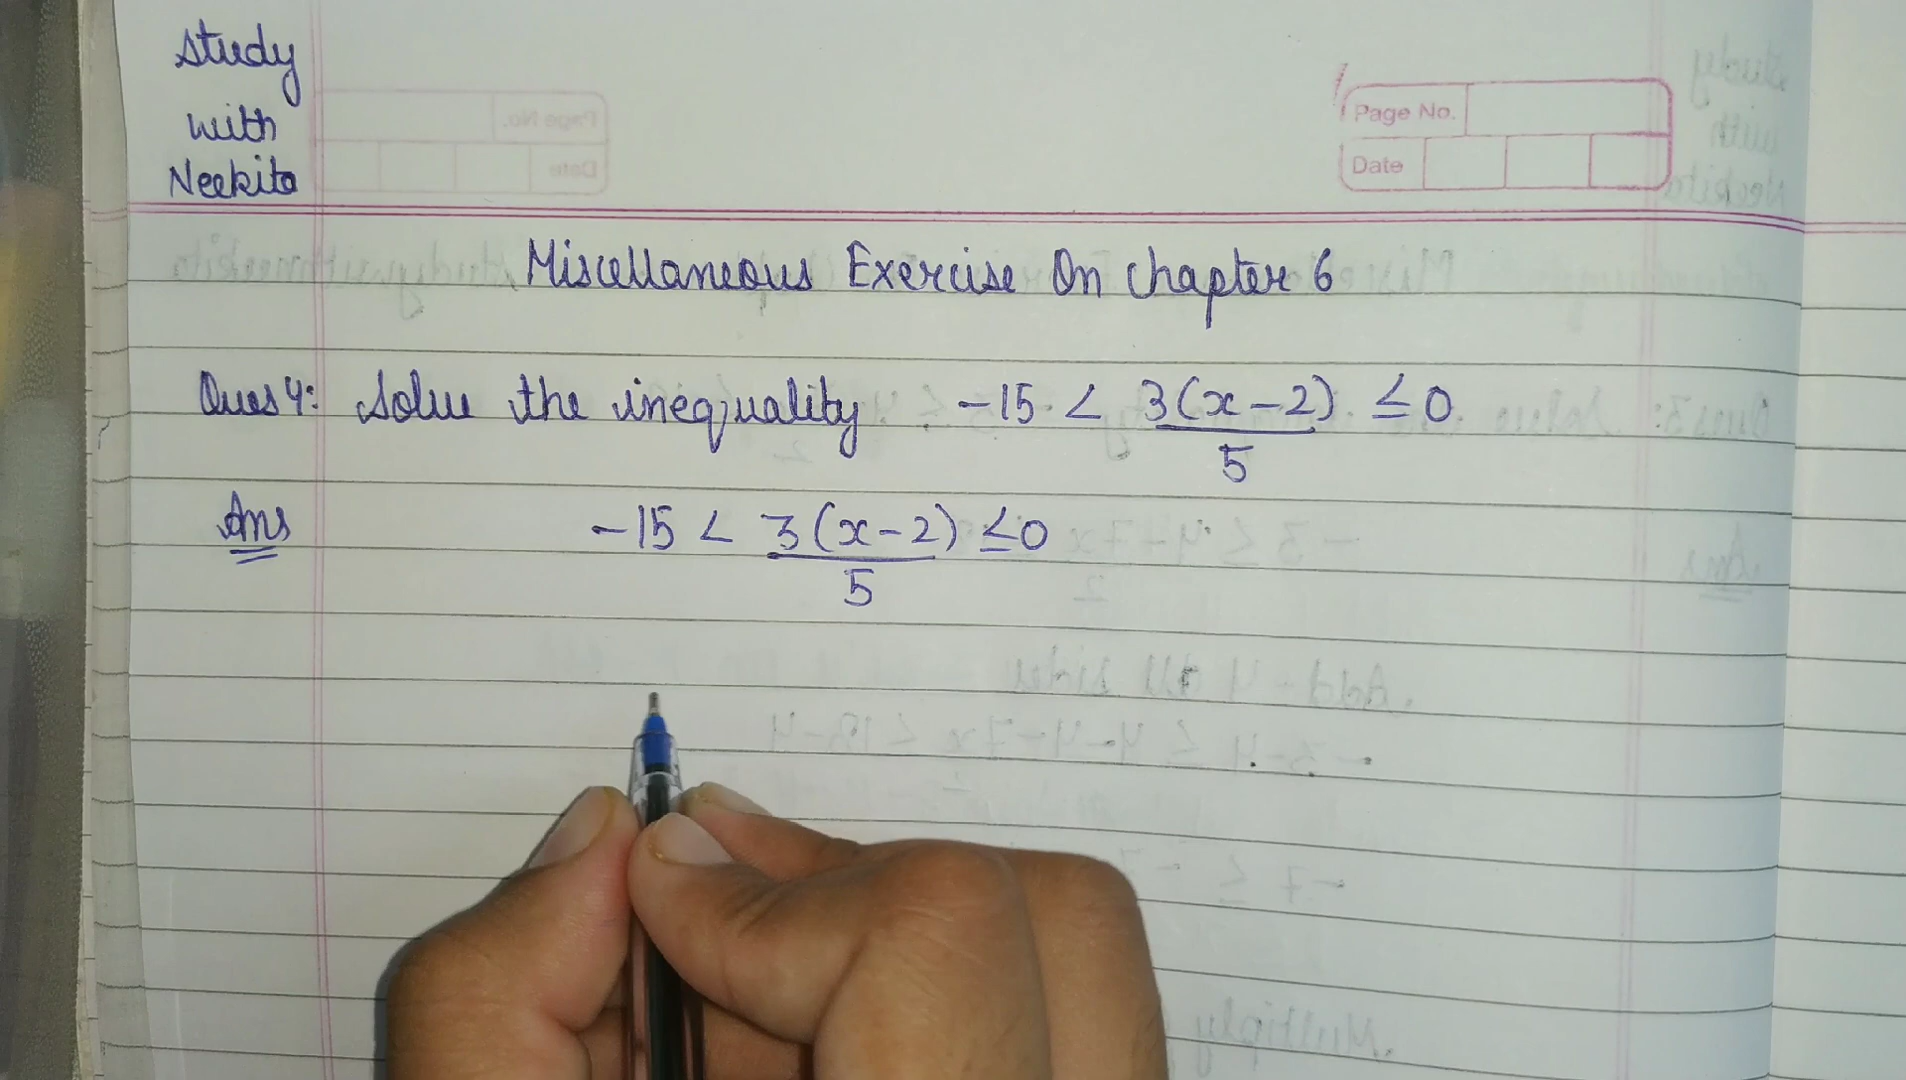 Study
with
Neekita
Page No.
Date
Miscellaneous Exercise On Chapter 6
Ques 4: Solve the inequality -15 < 3(x-2)/5 ≤ 0
Ans
-15 < 3(x-2)/5 ≤ 0